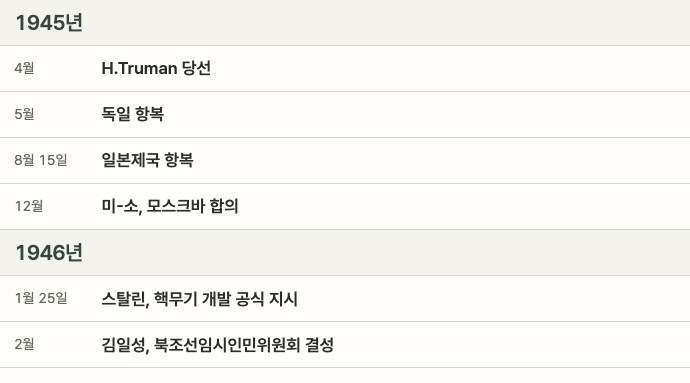 1945년
4월 H.Truman 당선
5월 독일 항복
8월 15일 일본제국 항복
12월 미-소, 모스크바 합의
1946년
1월 25일 스탈린, 핵무기 개발 공식 지시
2월 김일성, 북조선임시인민위원회 결성